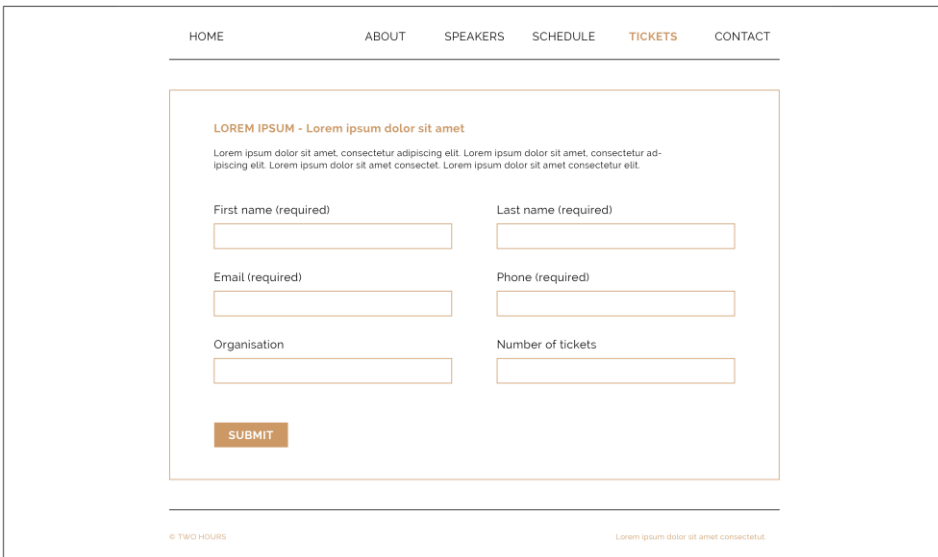 HOME ABOUT SPEAKERS SCHEDULE TICKETS CONTACT
LOREM IPSUM - Lorem ipsum dolor sit amet
Lorem ipsum dolor sit amet, consectetur adipiscing elit. Lorem ipsum dolor sit amet, consectetur ad-
ipiscing elit. Lorem ipsum dolor sit amet consectet. Lorem ipsum dolor sit amet consectetur elit.
First name (required) Last name (required)
Email (required) Phone (required)
Organisation Number of tickets
SUBMIT
© TWO HOURS Lorem ipsum dolor sit amet consectetut.